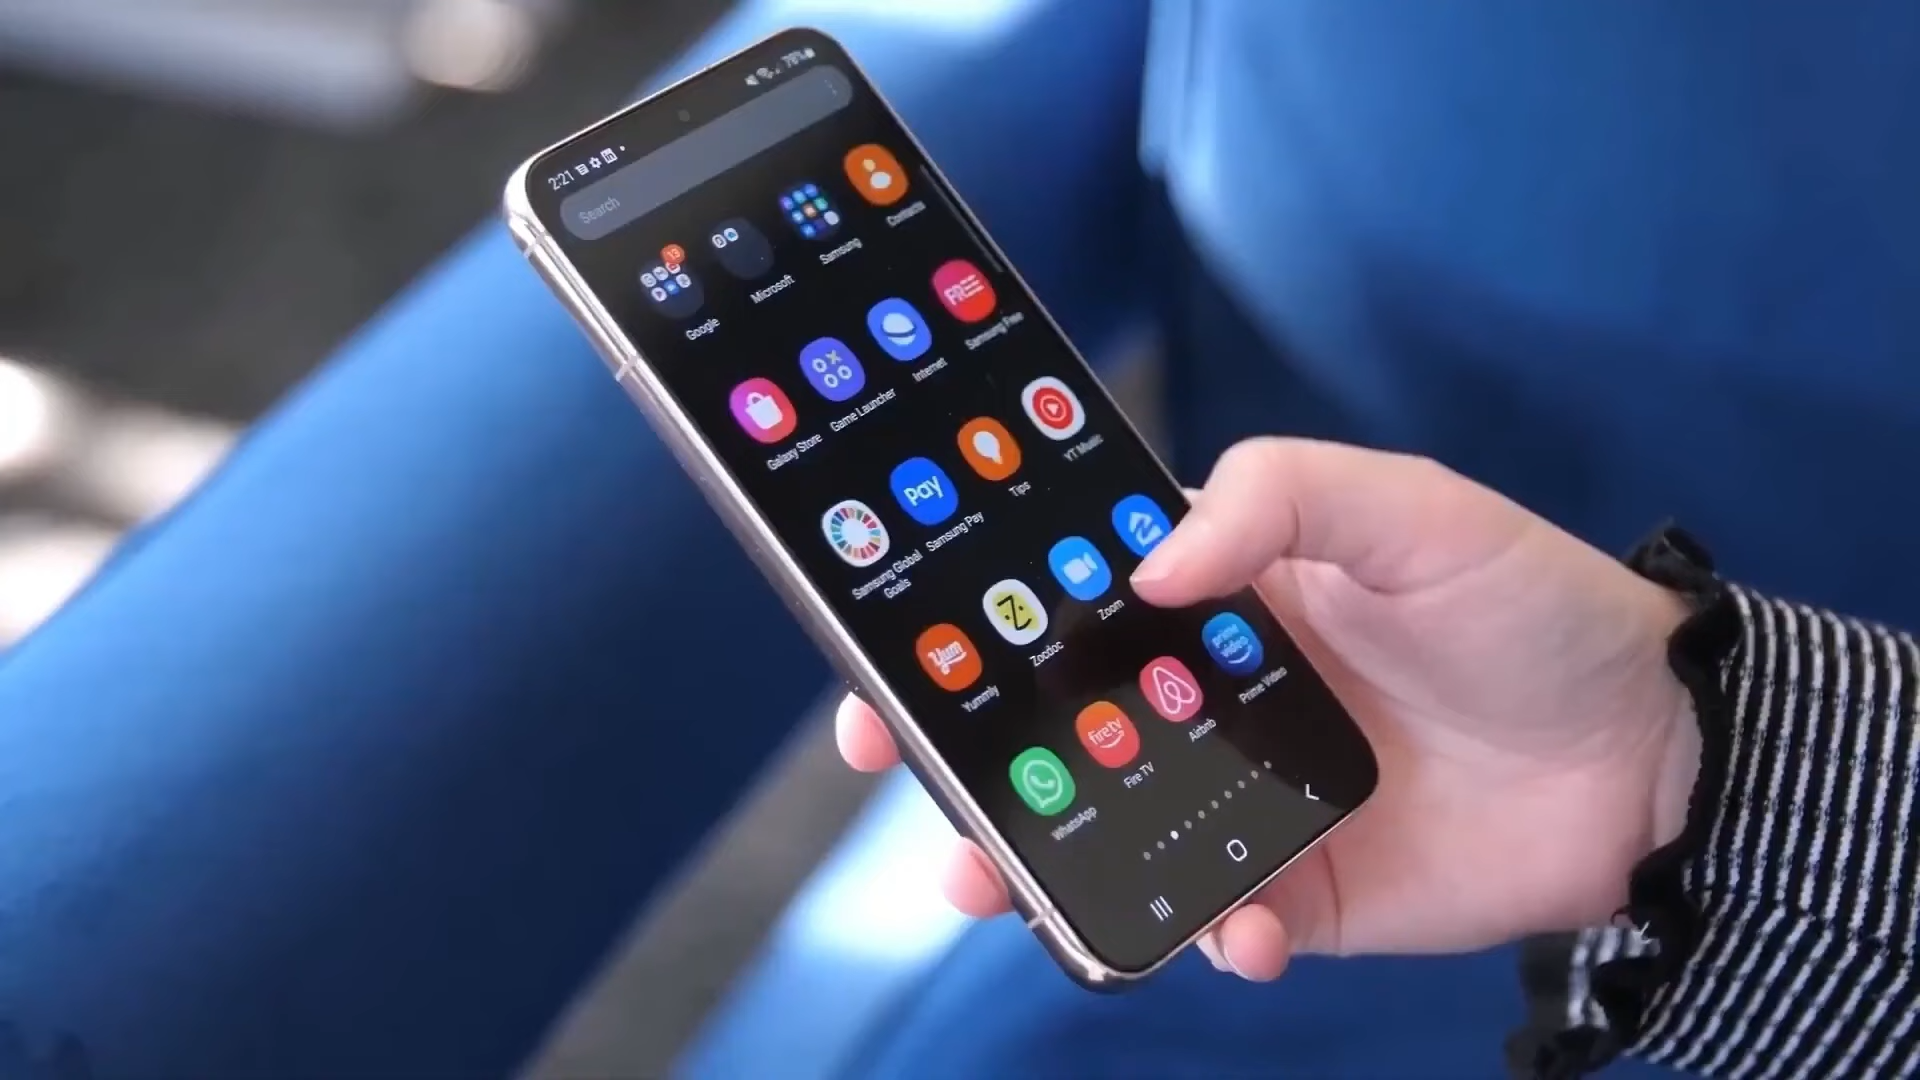 2:21
78%
Search
13
Google
Microsoft
Samsung
Contacts
Galaxy Store
Game Launcher
Internet
FREE
Samsung Free
Samsung Global
Goals
pay
Samsung Pay
Tips
YT Music
Yum
Yummly
Zocdoc
Zoom
WhatsApp
fire tv
Fire TV
Airbnb
prime
video
Prime Video